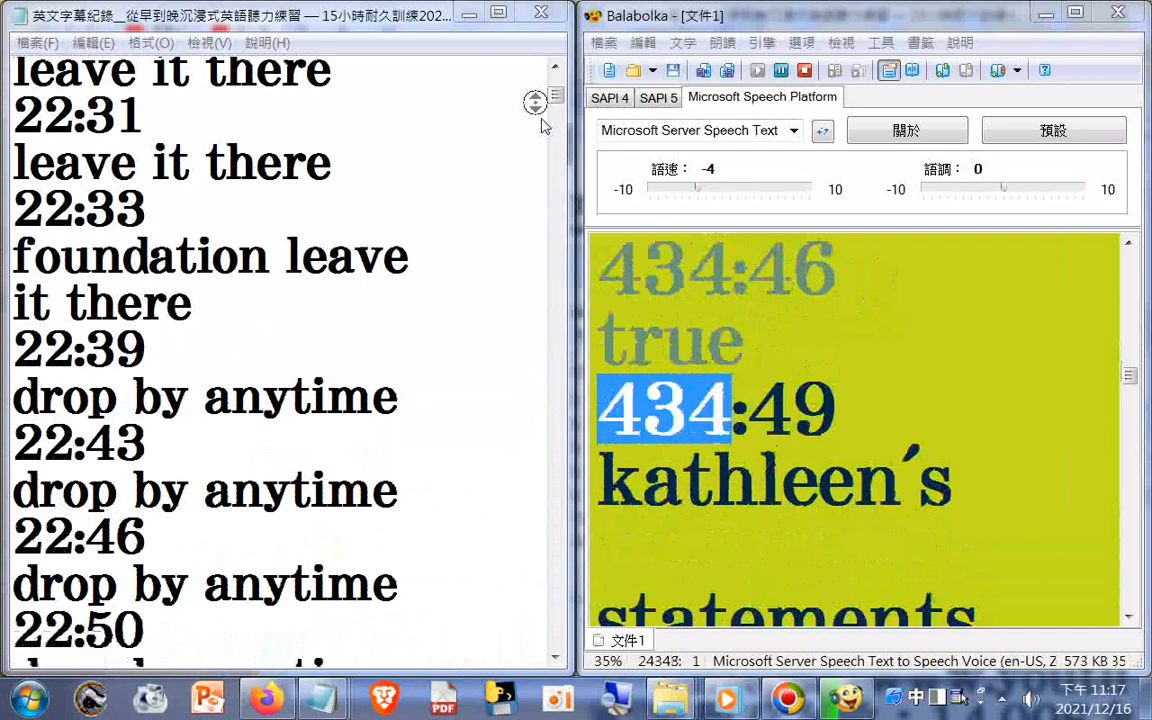 英文字幕紀錄__從早到晚沉浸式英語聽力練習 — 15小時耐久訓練202...
檔案(F) 編輯(E) 格式(O) 檢視(V) 說明(H)
leave it there
22:31
leave it there
22:33
foundation leave
it there
22:39
drop by anytime
22:43
drop by anytime
22:46
drop by anytime
22:50
Balabolka - [文件1]
檔案 編輯 文字 朗讀 引擎 選項 檢視 工具 書籤 說明
SAPI 4 SAPI 5 Microsoft Speech Platform
Microsoft Server Speech Text 關於 預設
語速： -4 語調： 0
-10 10 -10 10
434:46
true
434:49
kathleen´s
statements
文件1
35% 24348: 1 Microsoft Server Speech Text to Speech Voice (en-US, Z 573 KB 35
中 下午 11:17
2021/12/16